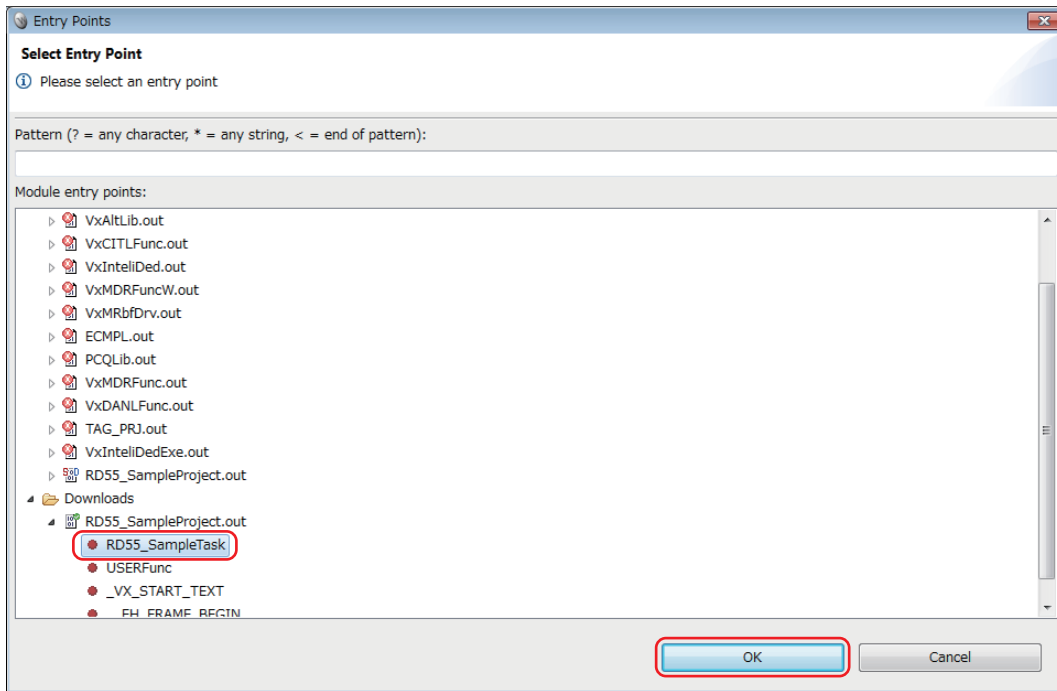 Entry Points
Select Entry Point
Please select an entry point
Pattern (? = any character, * = any string, < = end of pattern):
Module entry points:
VxAltLib.out
VxCITLFunc.out
VxInteliDed.out
VxMDRFuncW.out
VxMRbfDrv.out
ECMPL.out
PCQLib.out
VxMDRFunc.out
VxDANLFunc.out
TAG_PRJ.out
VxInteliDedExe.out
RD55_SampleProject.out
Downloads
RD55_SampleProject.out
RD55_SampleTask
USERFunc
_VX_START_TEXT
__EH_FRAME_BEGIN
OK Cancel